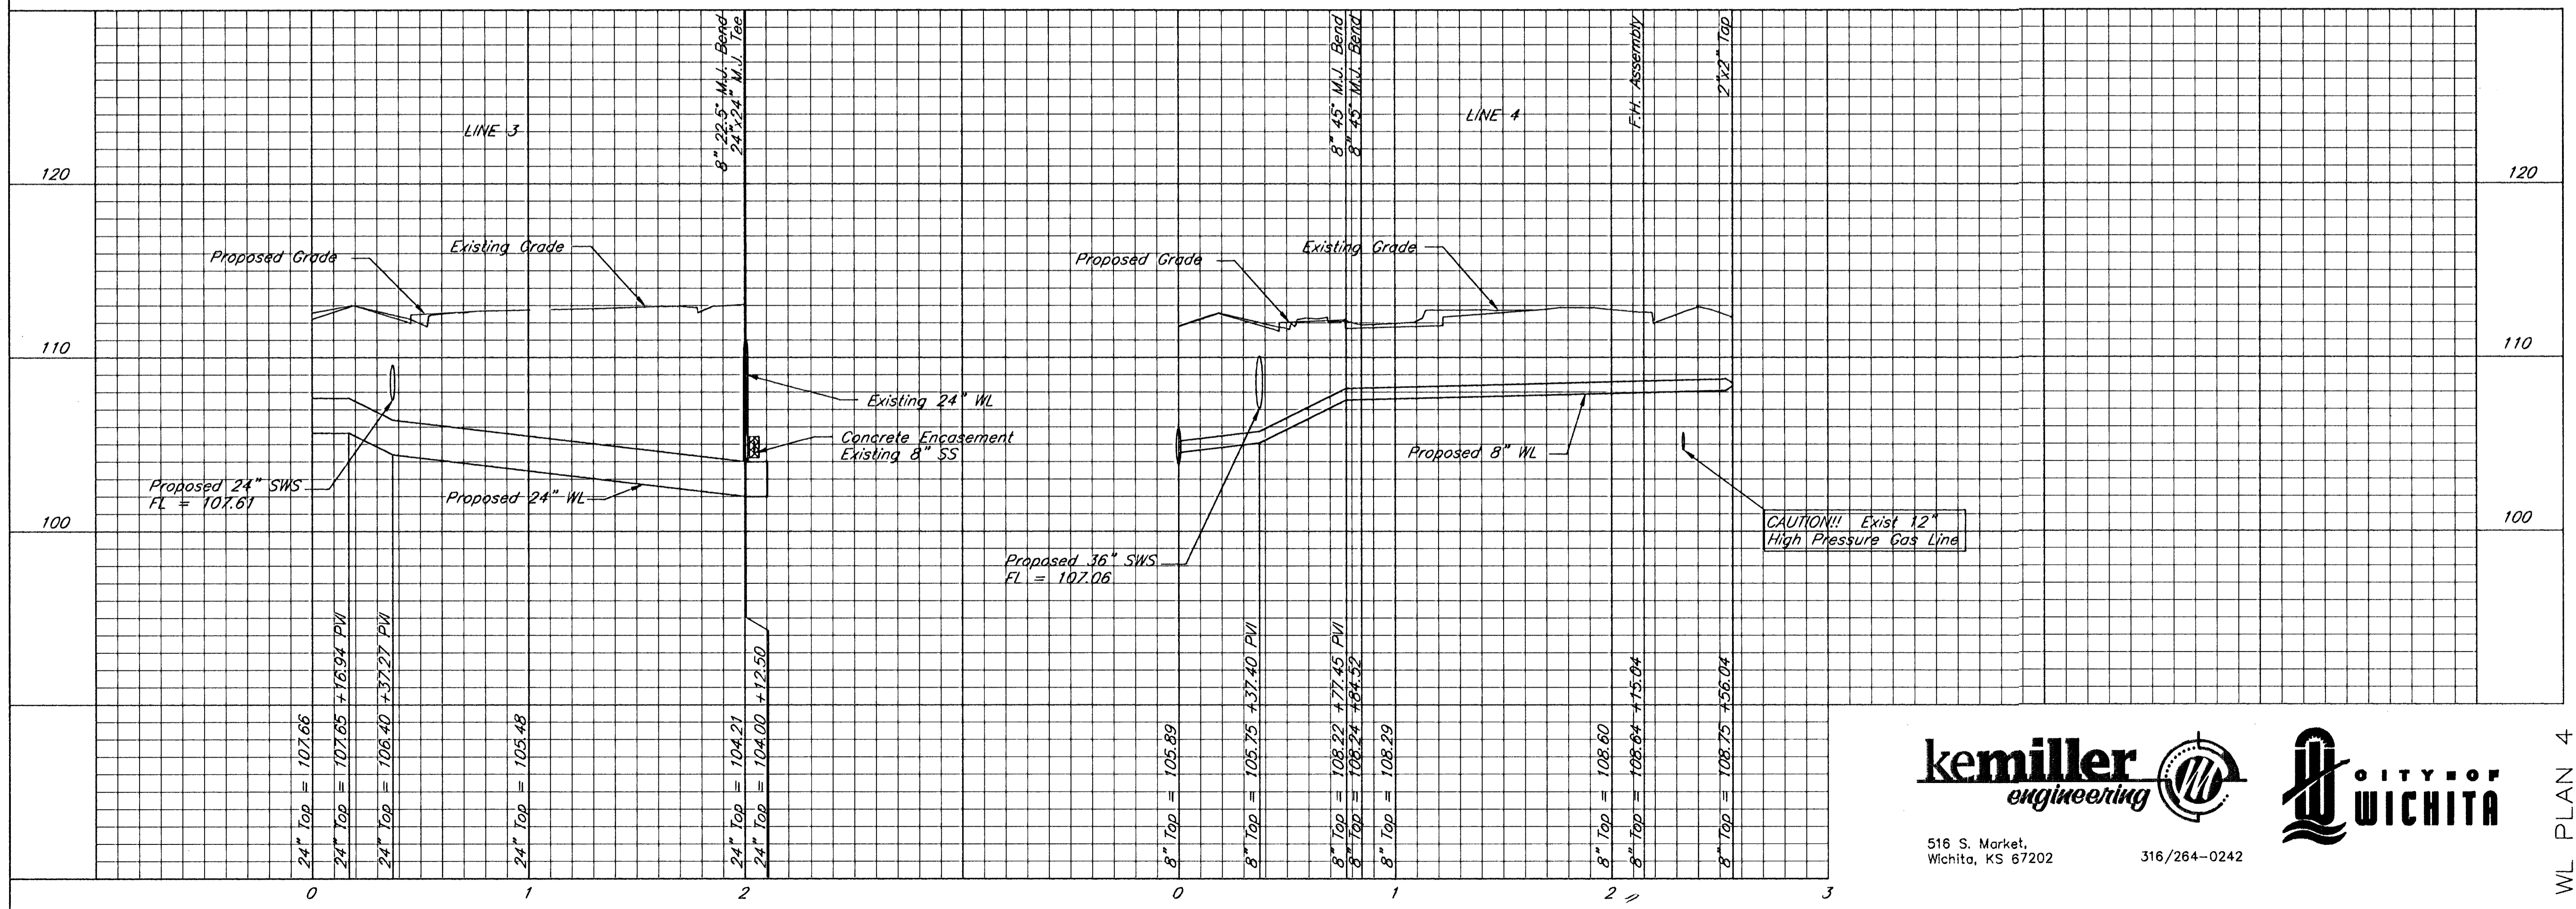 8" 22.5° M.J. Bend
24"x24" M.J. Tee
8" 45° M.J. Bend
8" 45° M.J. Bend
F.H. Assembly
2"x2" Tap
LINE 3
LINE 4
120
120
Proposed Grade
Existing Grade
Proposed Grade
Existing Grade
110
110
Existing 24" WL
Concrete Encasement
Existing 8" SS
Proposed 8" WL
Proposed 24" SWS
FL = 107.61
Proposed 24" WL
100
100
CAUTION!! Exist 12"
High Pressure Gas Line
Proposed 36" SWS
FL = 107.06
24" Top = 107.66
24" Top = 107.65 +16.94 PVI
24" Top = 106.40 +37.27 PVI
24" Top = 105.48
24" Top = 104.21
24" Top = 104.00 +12.50
8" Top = 105.89
8" Top = 105.75 +37.40 PVI
8" Top = 108.22 +77.45 PVI
8" Top = 108.24 +84.52
8" Top = 108.29
8" Top = 108.60
8" Top = 108.64 +15.04
8" Top = 108.75 +56.04
0
1
2
0
1
2
3
kemiller
engineering
516 S. Market,
Wichita, KS 67202
316/264-0242
CITY OF
WICHITA
WL PLAN 4